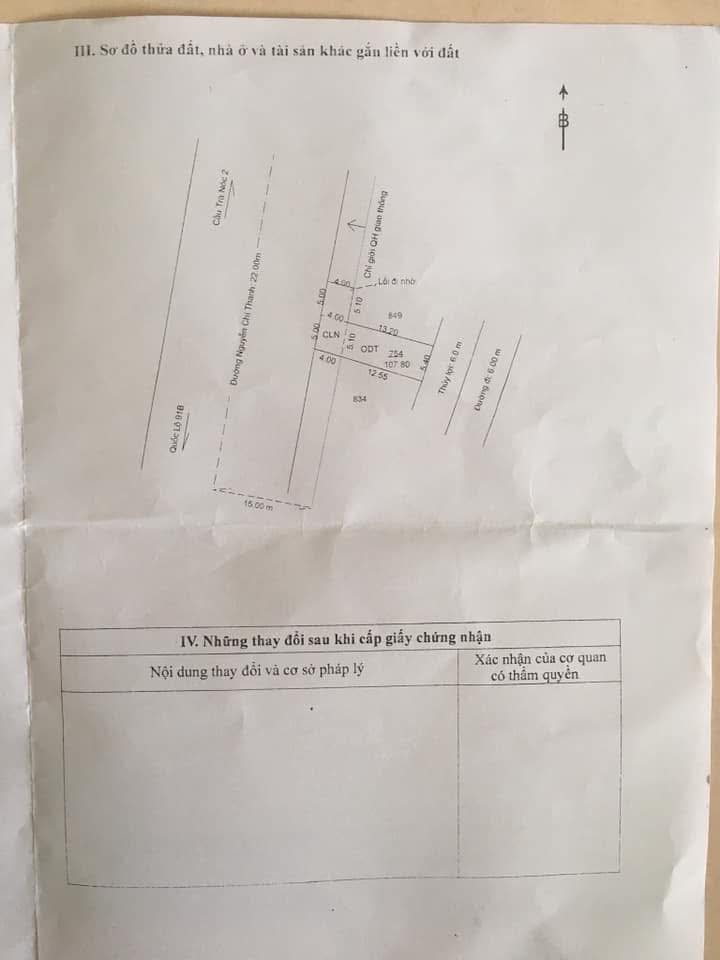 III. Sơ đồ thửa đất, nhà ở và tài sản khác gắn liền với đất
B
Cầu Trà Nóc 2
Đường Nguyễn Chí Thanh: 22.00m
Quốc Lộ 91B
Chỉ giới QH giao thông
4.00
Lối đi nhờ
5.00
5.10
4.00
849
13.20
5.00
CLN
5.10
ODT
254
107.80
5.40
4.00
12.55
834
Thủy lợi: 6.0 m
Đường đi: 6.00 m
15.00 m
IV. Những thay đổi sau khi cấp giấy chứng nhận
Nội dung thay đổi và cơ sở pháp lý
Xác nhận của cơ quan
có thẩm quyền